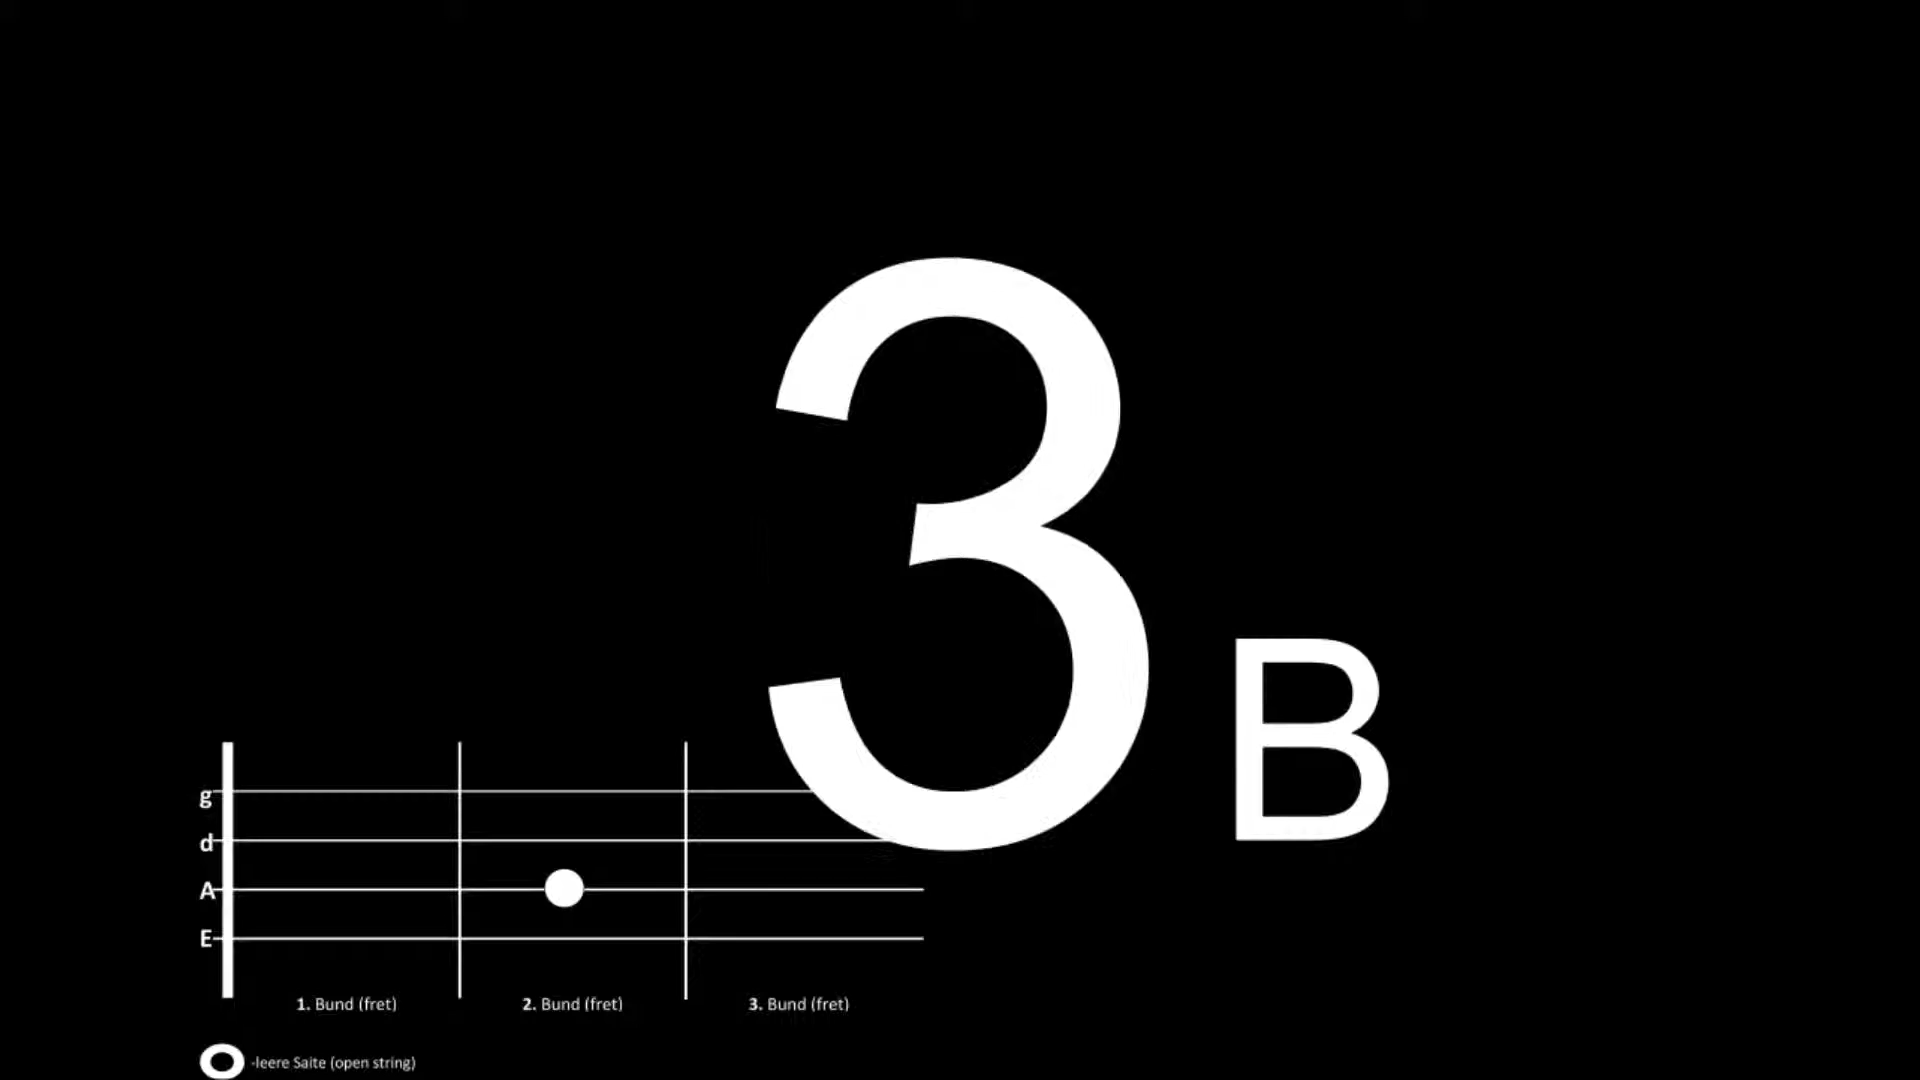 3
B
g
d
A
E
1. Bund (fret) 2. Bund (fret) 3. Bund (fret)
-leere Saite (open string)